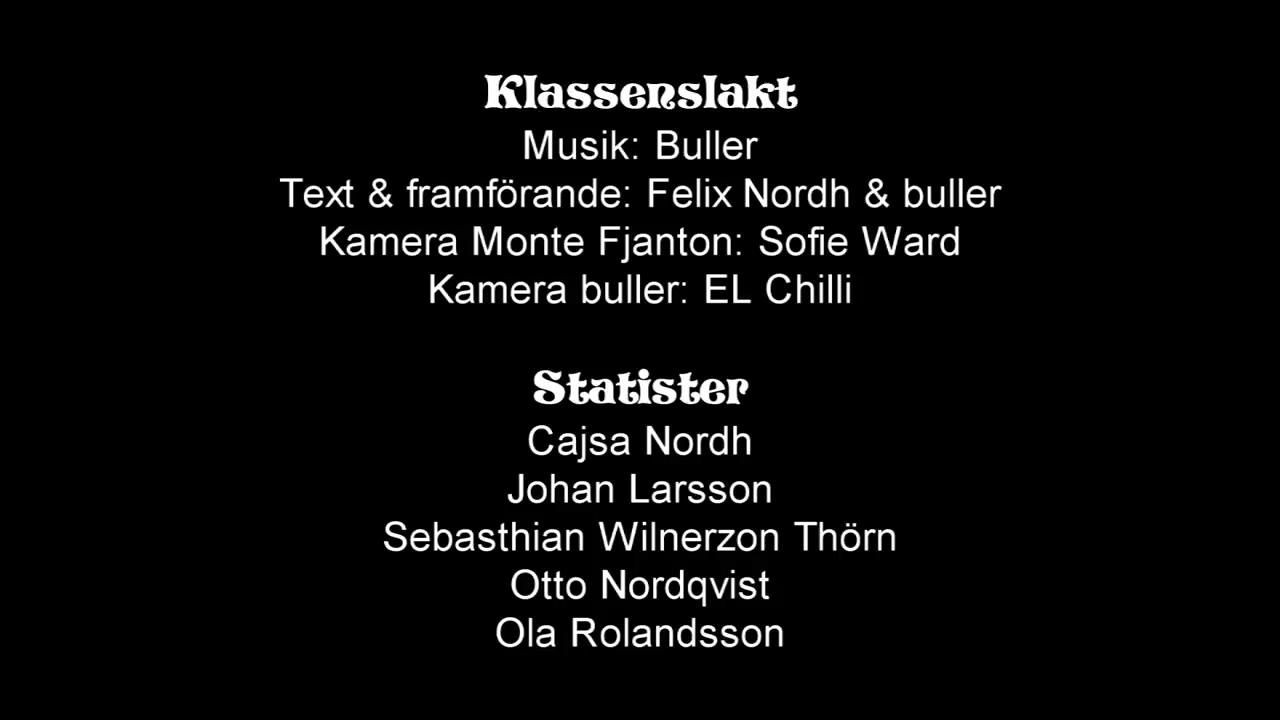 Klassenslakt
Musik: Buller
Text & framförande: Felix Nordh & buller
Kamera Monte Fjanton: Sofie Ward
Kamera buller: EL Chilli
Statister
Cajsa Nordh
Johan Larsson
Sebasthian Wilnerzon Thörn
Otto Nordqvist
Ola Rolandsson